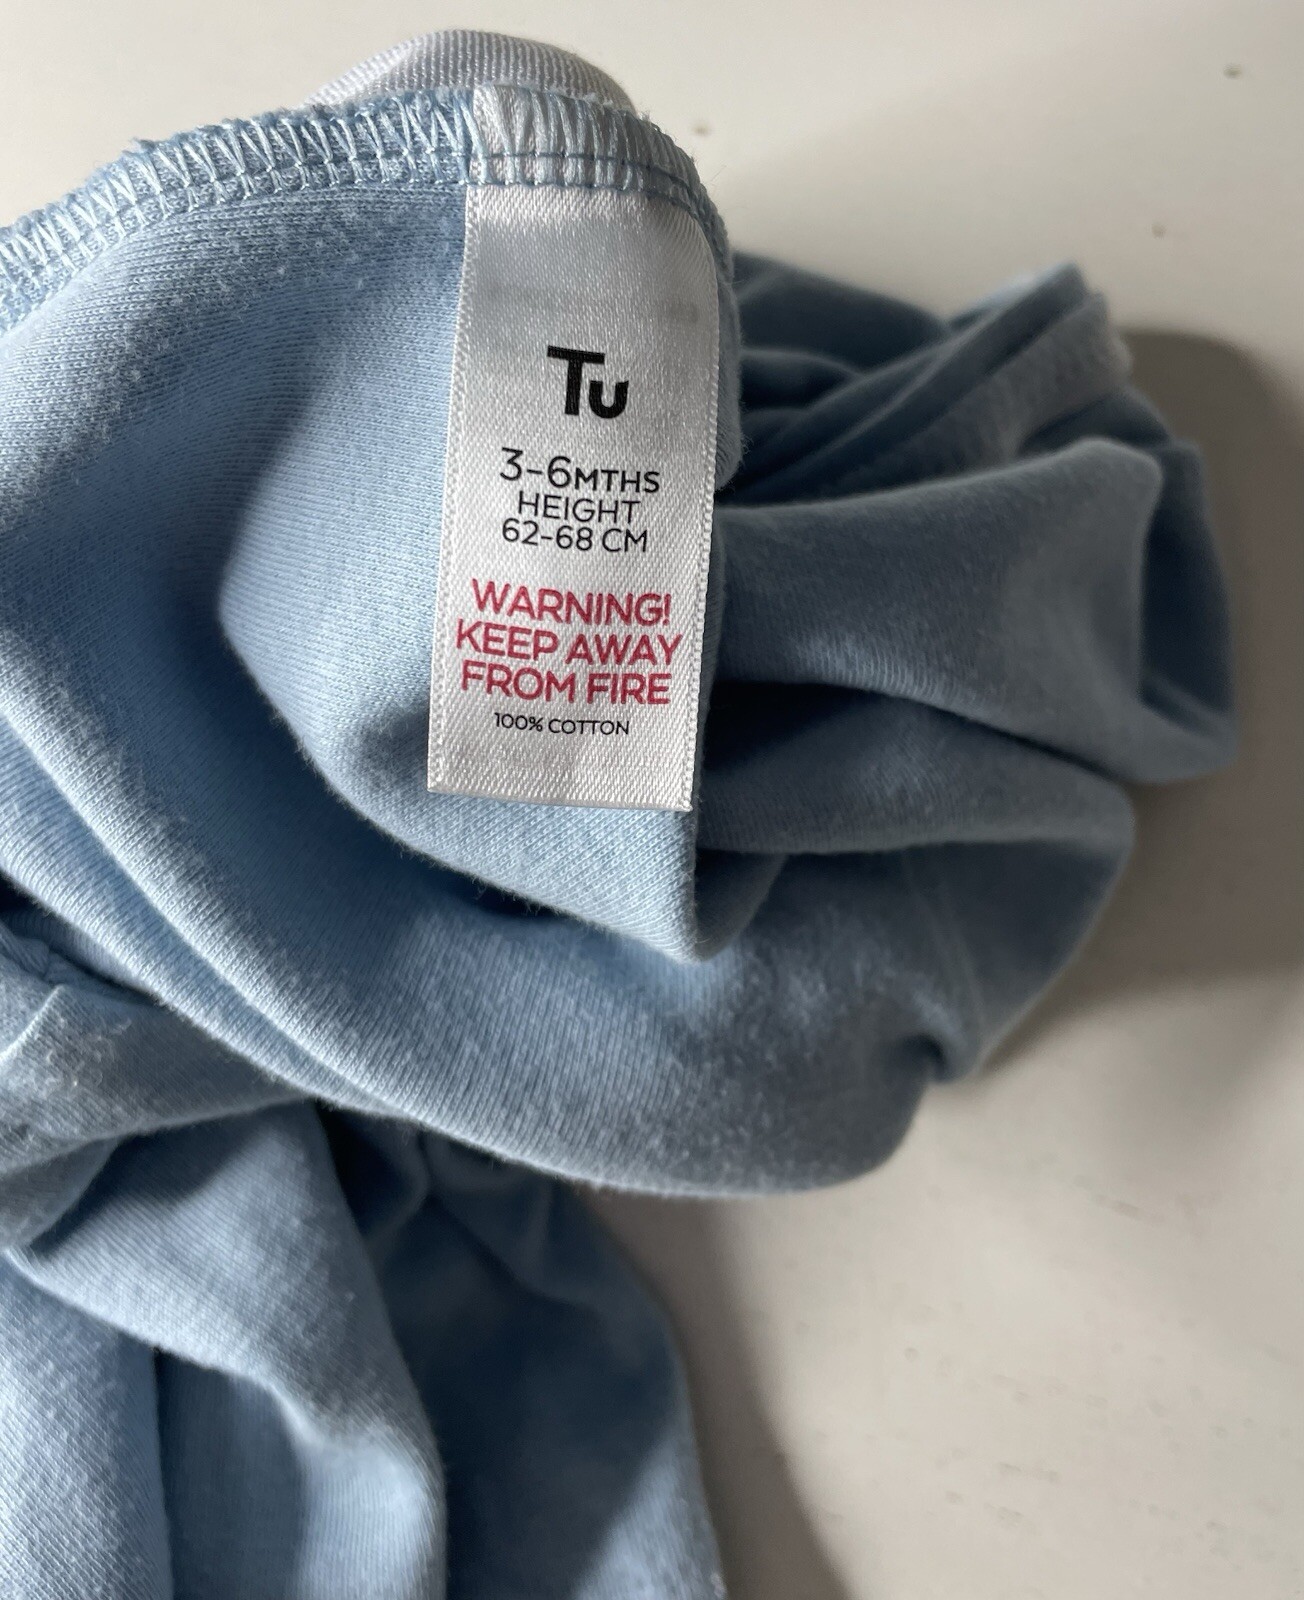 Tu
3-6MTHS
HEIGHT
62-68 CM
WARNING!
KEEP AWAY
FROM FIRE
100% COTTON